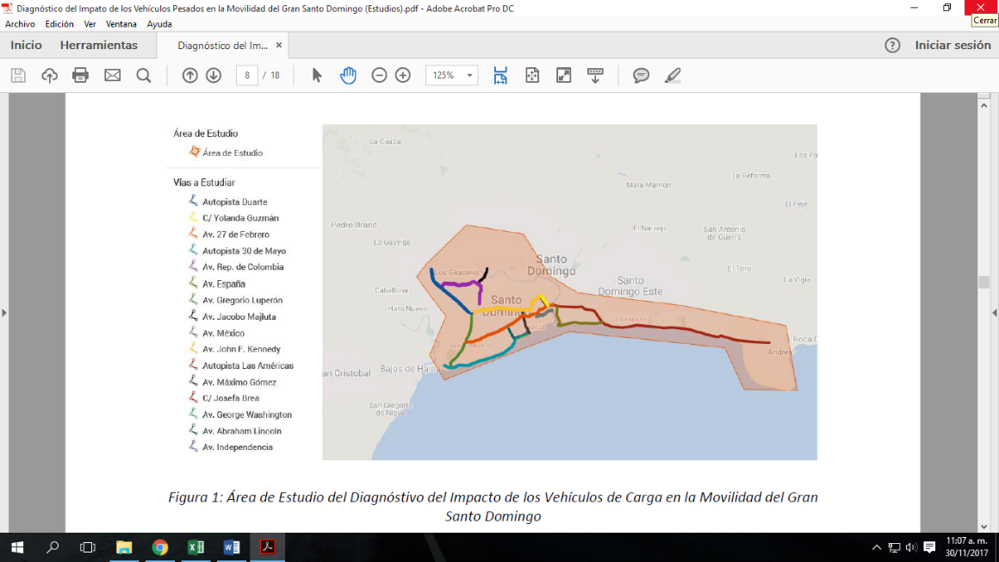 Diagnóstico del Impato de los Vehículos Pesados en la Movilidad del Gran Santo Domingo (Estudios).pdf - Adobe Acrobat Pro DC
Cerrar
Archivo Edición Ver Ventana Ayuda
Inicio Herramientas Diagnóstico del Im... × Iniciar sesión
8 / 18 125%
Área de Estudio
Área de Estudio
Vías a Estudiar
Autopista Duarte
C/ Yolanda Guzmán
Av. 27 de Febrero
Autopista 30 de Mayo
Av. Rep. de Colombia
Av. España
Av. Gregorio Luperón
Av. Jacobo Majluta
Av. México
Av. John F. Kennedy
Autopista Las Américas
Av. Máximo Gómez
C/ Josefa Brea
Av. George Washington
Av. Abraham Lincoln
Av. Independencia
La Cuaba
Las Pa
La Reforma
Mata Mamon
El Peje
Pedro Brand
El Naranjo
San Antonio
de Guerra
La Guayiga
Santo
Domingo
Los Giracoles
El Toro
Santo
Domingo Este
La Vigia
Caballona
Hato Nuevo
Santo
Domingo
Boca C
Andres
an Cristobal
Bajos de Haina
San Gregorio
de Nigua
Figura 1: Área de Estudio del Diagnóstivo del Impacto de los Vehículos de Carga en la Movilidad del Gran
Santo Domingo
11:07 a. m.
30/11/2017